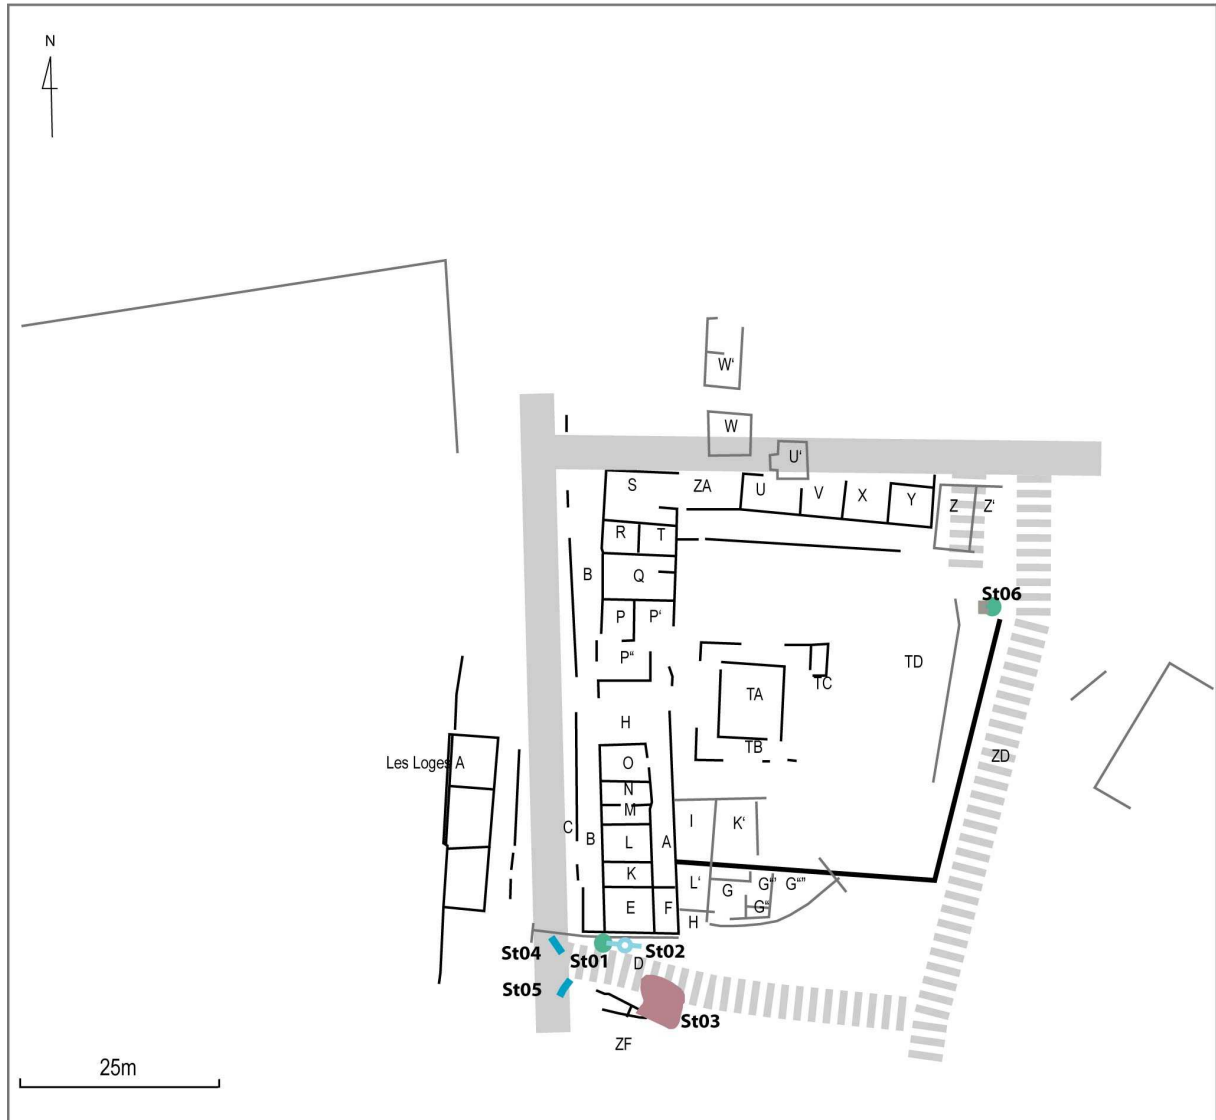 N
W'
W
U'
S
ZA
U
V
X
Y
Z
Z'
R
T
B
Q
St06
P
P'
P"
TD
TC
TA
H
TB
ZD
Les Loges A
O
N
M
C
B
L
A
I
K'
K
L'
G
G"'
G""
E
F
G"
H
St04
St01
St02
D
St05
St03
ZF
25m